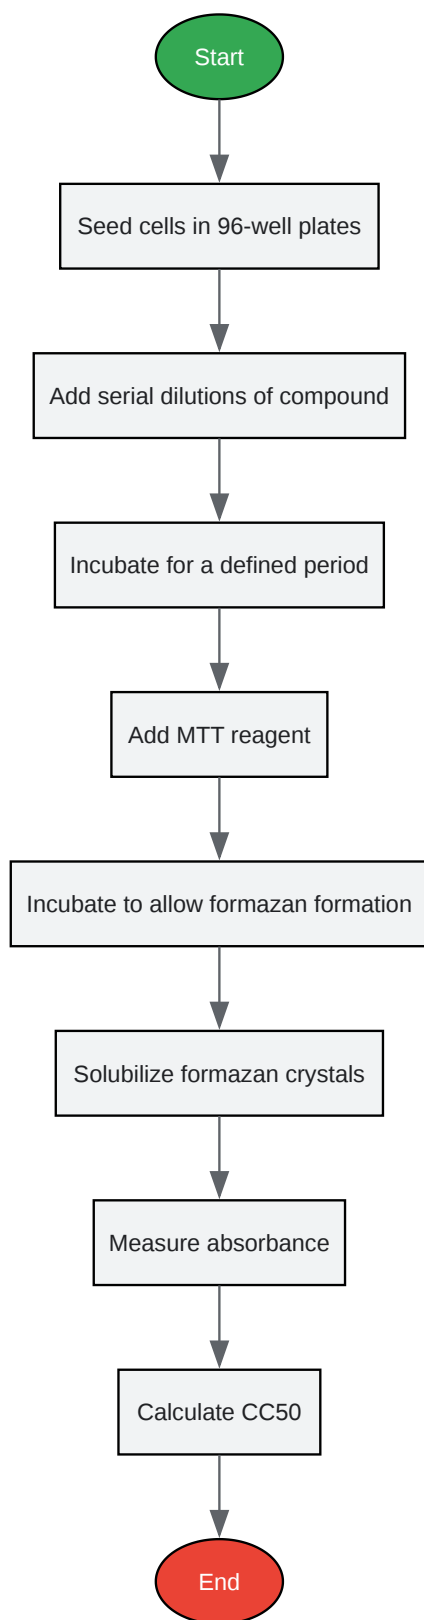 Start
Seed cells in 96-well plates
Add serial dilutions of compound
Incubate for a defined period
Add MTT reagent
Incubate to allow formazan formation
Solubilize formazan crystals
Measure absorbance
Calculate CC50
End